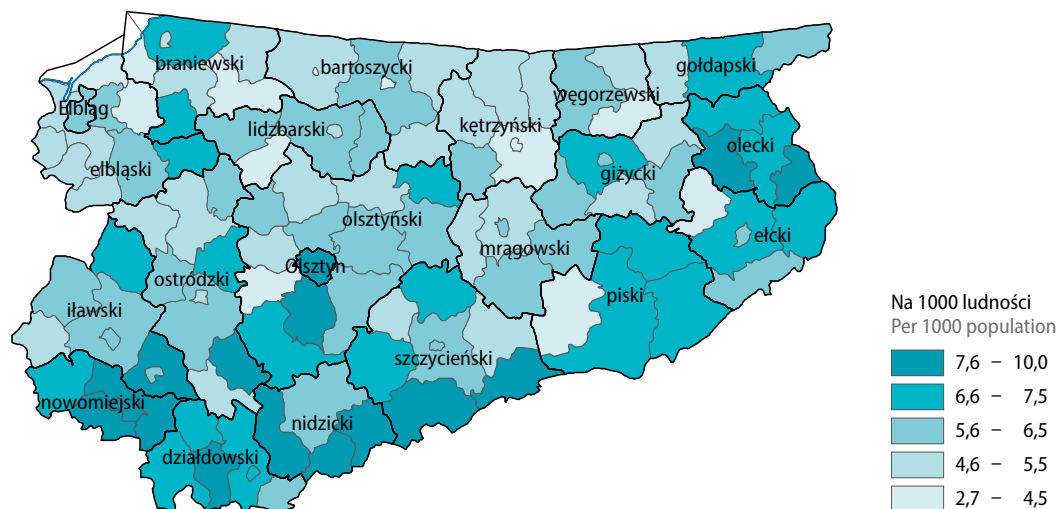 braniewski
bartoszycki
gołdapski
węgorzewski
Elbląg
lidzbarski
kętrzyński
olecki
elbląski
giżycki
olsztyński
mrągowski
ełcki
ostródzki
Olsztyn
iławski
piski
szczycieński
nowomiejski
nidzicki
działdowski
Na 1000 ludności
Per 1000 population
7,6 – 10,0
6,6 – 7,5
5,6 – 6,5
4,6 – 5,5
2,7 – 4,5